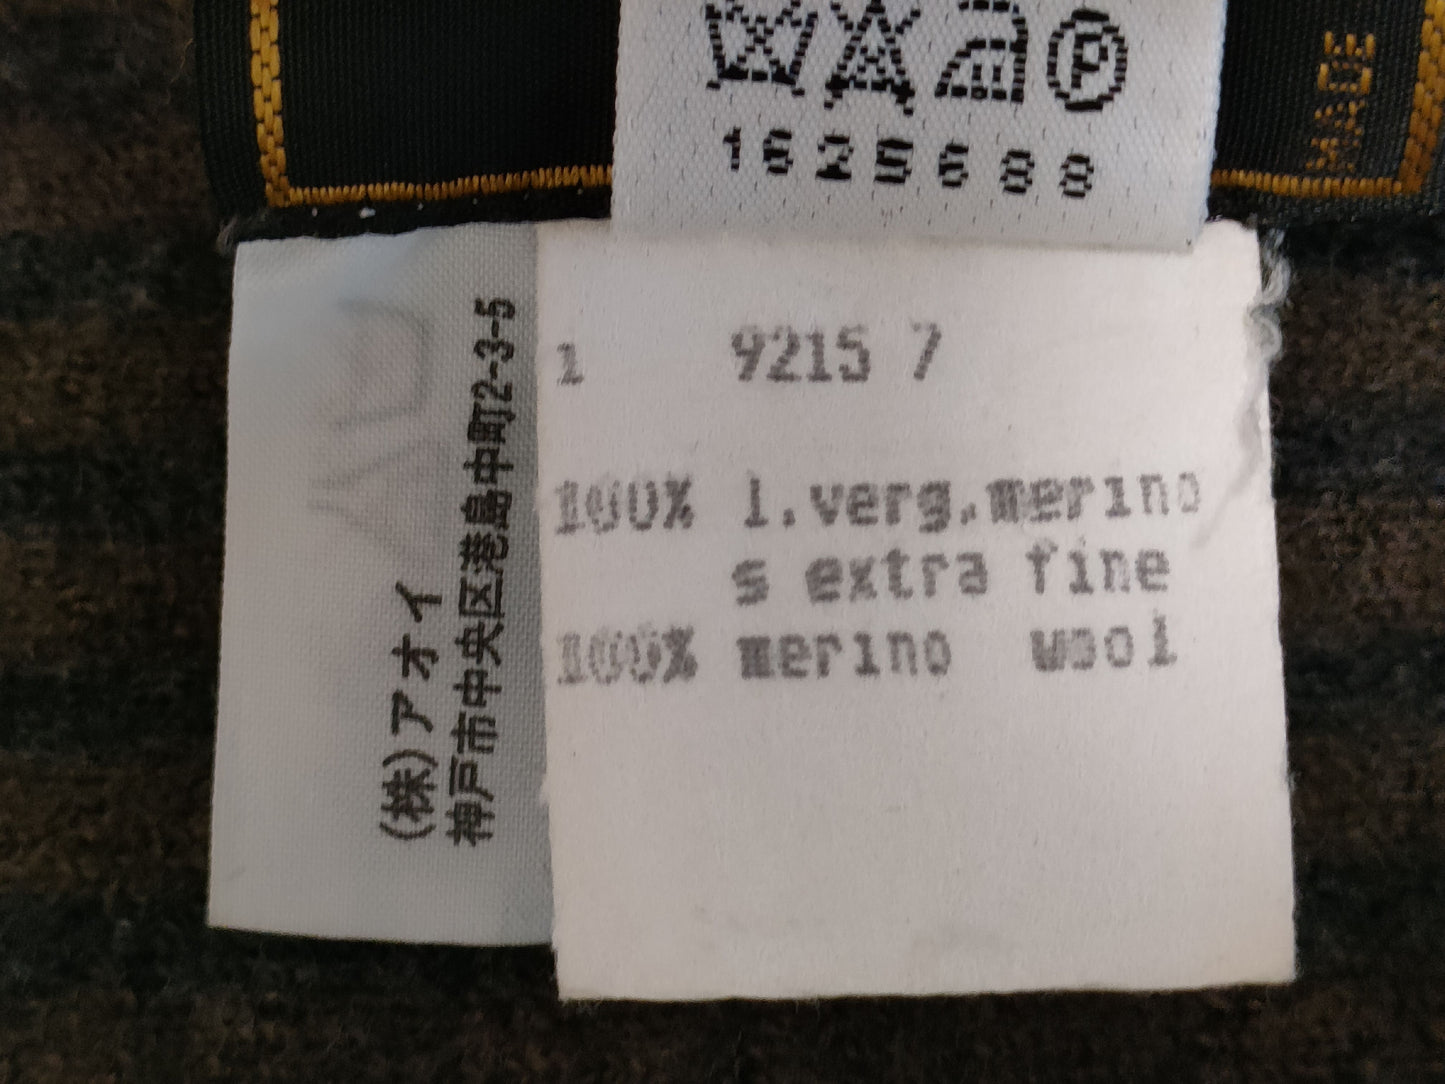 MADE
P
1625688
1 9215 7
100% l.verg.merino
s extra fine
100% merino wool
(株)アオイ
神戸市中央区港島中町2-3-5